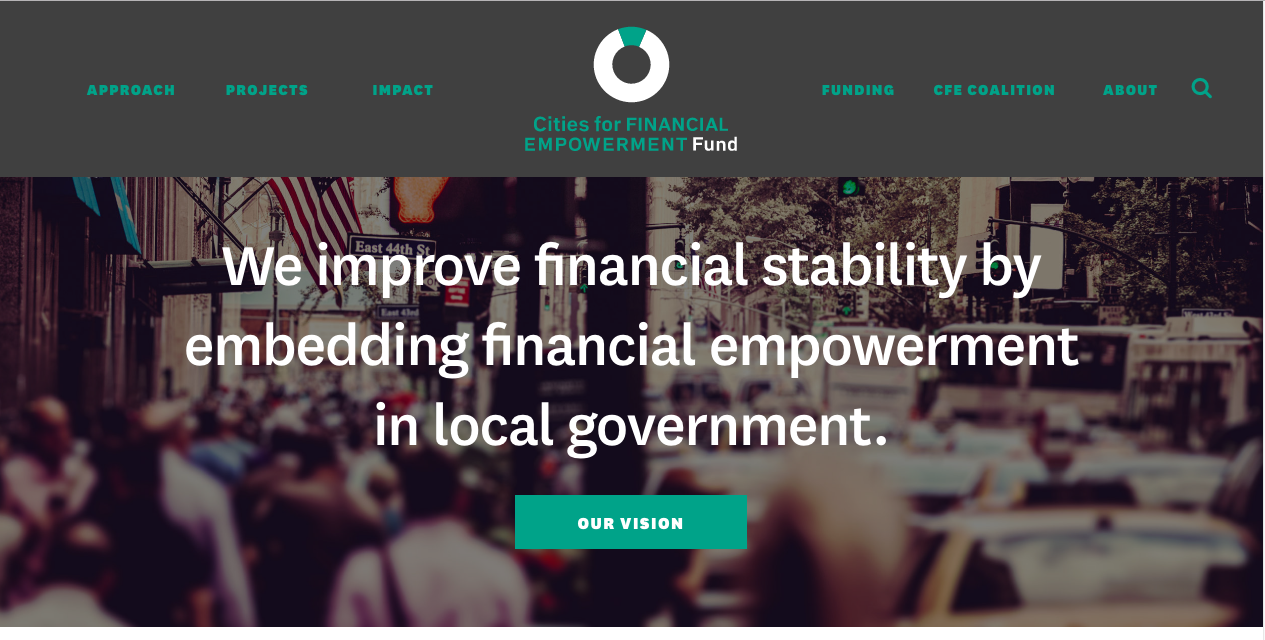 APPROACH PROJECTS IMPACT
Cities for FINANCIAL
EMPOWERMENT Fund
FUNDING CFE COALITION ABOUT
East 44th St
East 43rd
We improve financial stability by
embedding financial empowerment
in local government.
OUR VISION